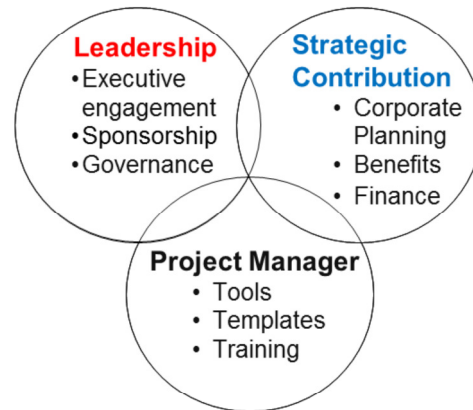 Leadership
•Executive
engagement
•Sponsorship
•Governance
Strategic
Contribution
• Corporate
Planning
• Benefits
• Finance
Project Manager
• Tools
• Templates
• Training